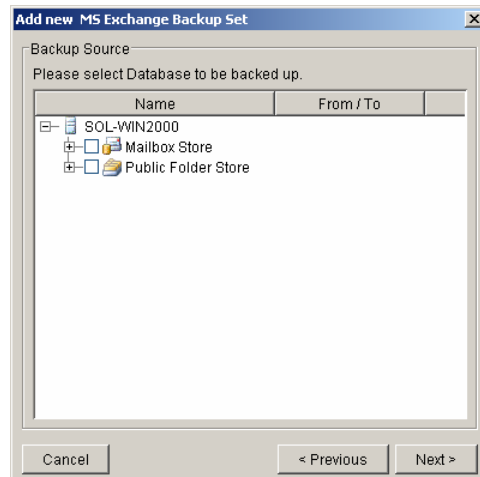 Add new MS Exchange Backup Set
Backup Source
Please select Database to be backed up.
Name From / To
SOL-WIN2000
Mailbox Store
Public Folder Store
Cancel < Previous Next >